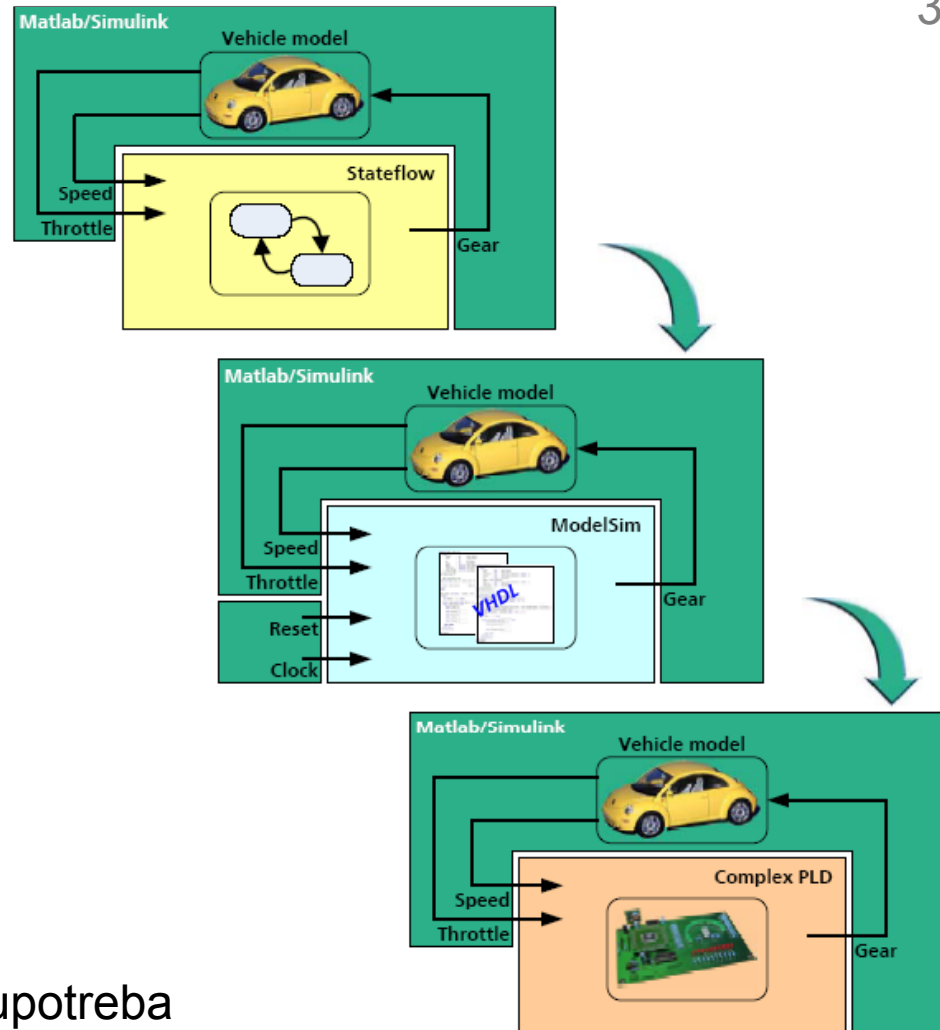 3
Matlab/Simulink
Vehicle model
Stateflow
Speed
Throttle
Gear
Matlab/Simulink
Vehicle model
ModelSim
Speed
Throttle
VHDL
Gear
Reset
Clock
Matlab/Simulink
Vehicle model
Complex PLD
Speed
Throttle
Gear
upotreba